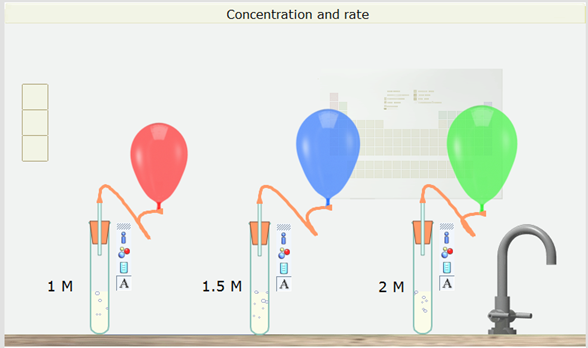 Concentration and rate
1 M
A
1.5 M
A
2 M
A